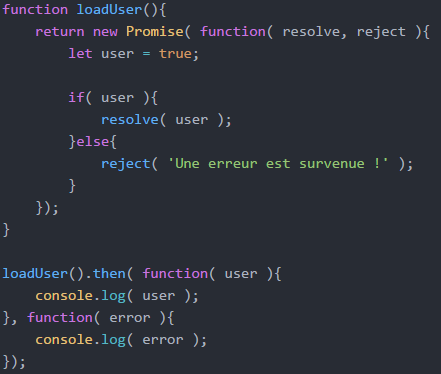 function loadUser(){
    return new Promise( function( resolve, reject ){
        let user = true;

        if( user ){
            resolve( user );
        }else{
            reject( 'Une erreur est survenue !' );
        }
    });
}

loadUser().then( function( user ){
    console.log( user );
}, function( error ){
    console.log( error );
});